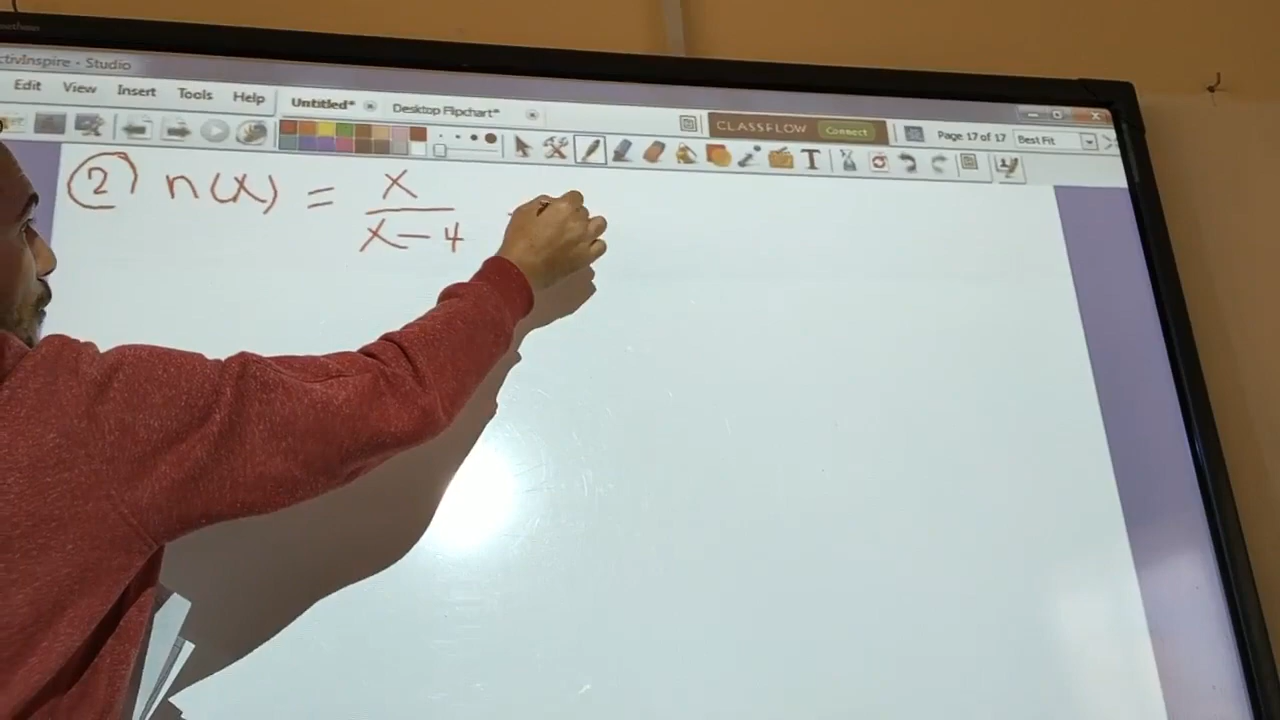 ctivInspire - Studio
Edit View Insert Tools Help
Untitled* Desktop Flipchart*
CLASSFLOW Connect
Page 17 of 17 Best Fit
T
② n(x) = x / x - 4